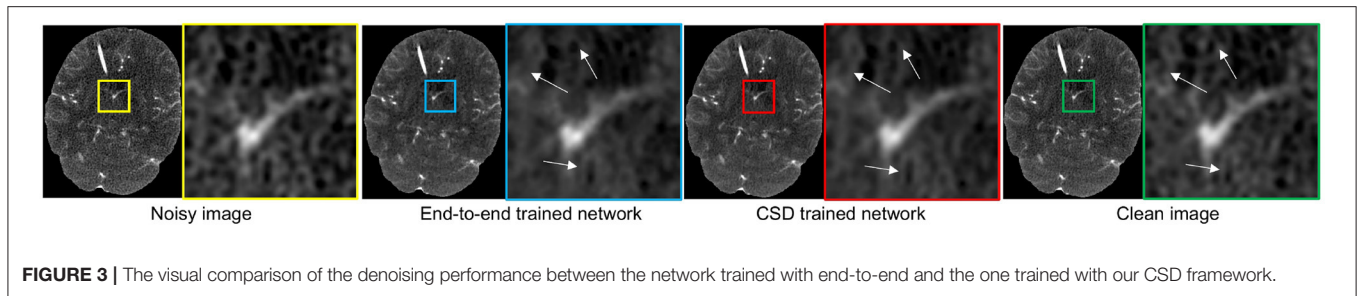 Noisy image
End-to-end trained network
CSD trained network
Clean image
FIGURE 3 | The visual comparison of the denoising performance between the network trained with end-to-end and the one trained with our CSD framework.